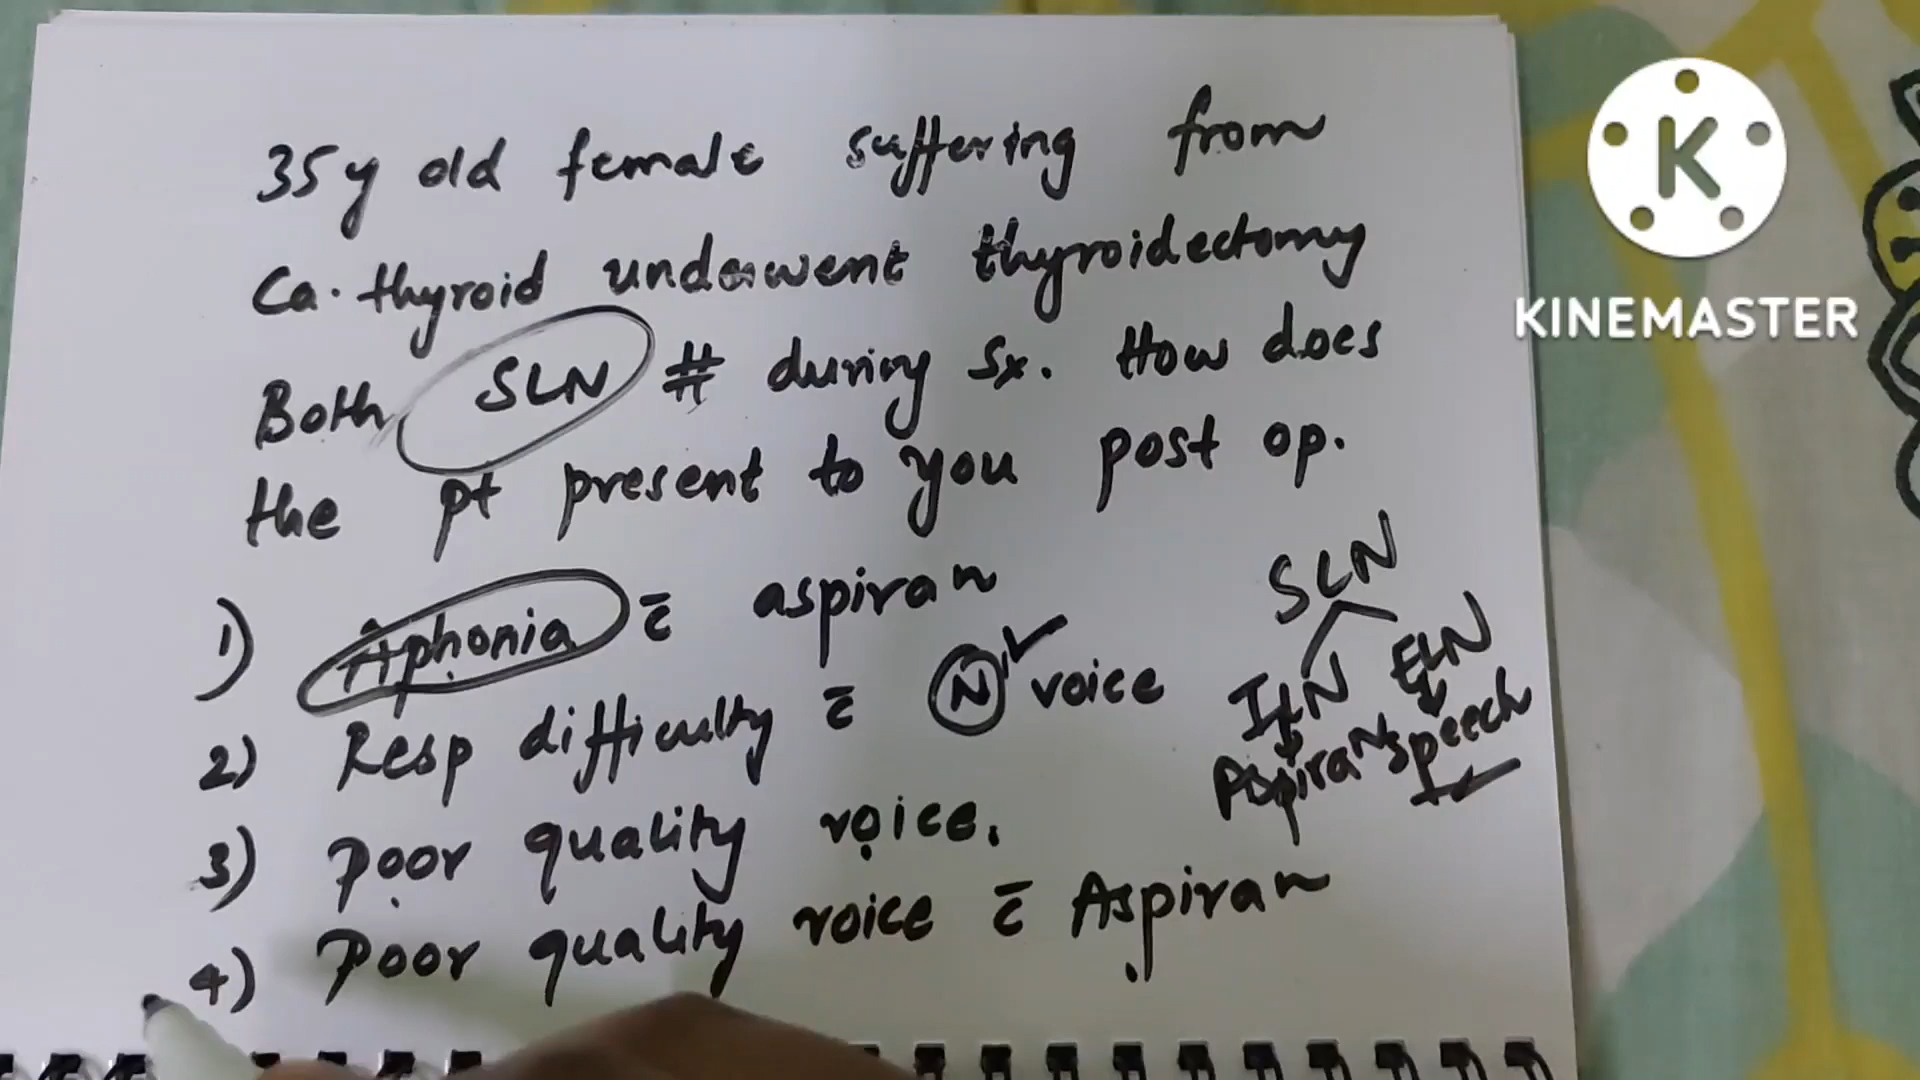 35y old female suffering from
Ca. thyroid underwent thyroidectomy
Both SLN # during Sx. How does
the pt present to you post op.
1) Aphonia c̄ aspiran
2) Resp difficulty c̄ N voice
3) Poor quality voice.
4) Poor quality voice c̄ Aspiran
SLN
ILN ELN
Aspiran speech
K
KINEMASTER